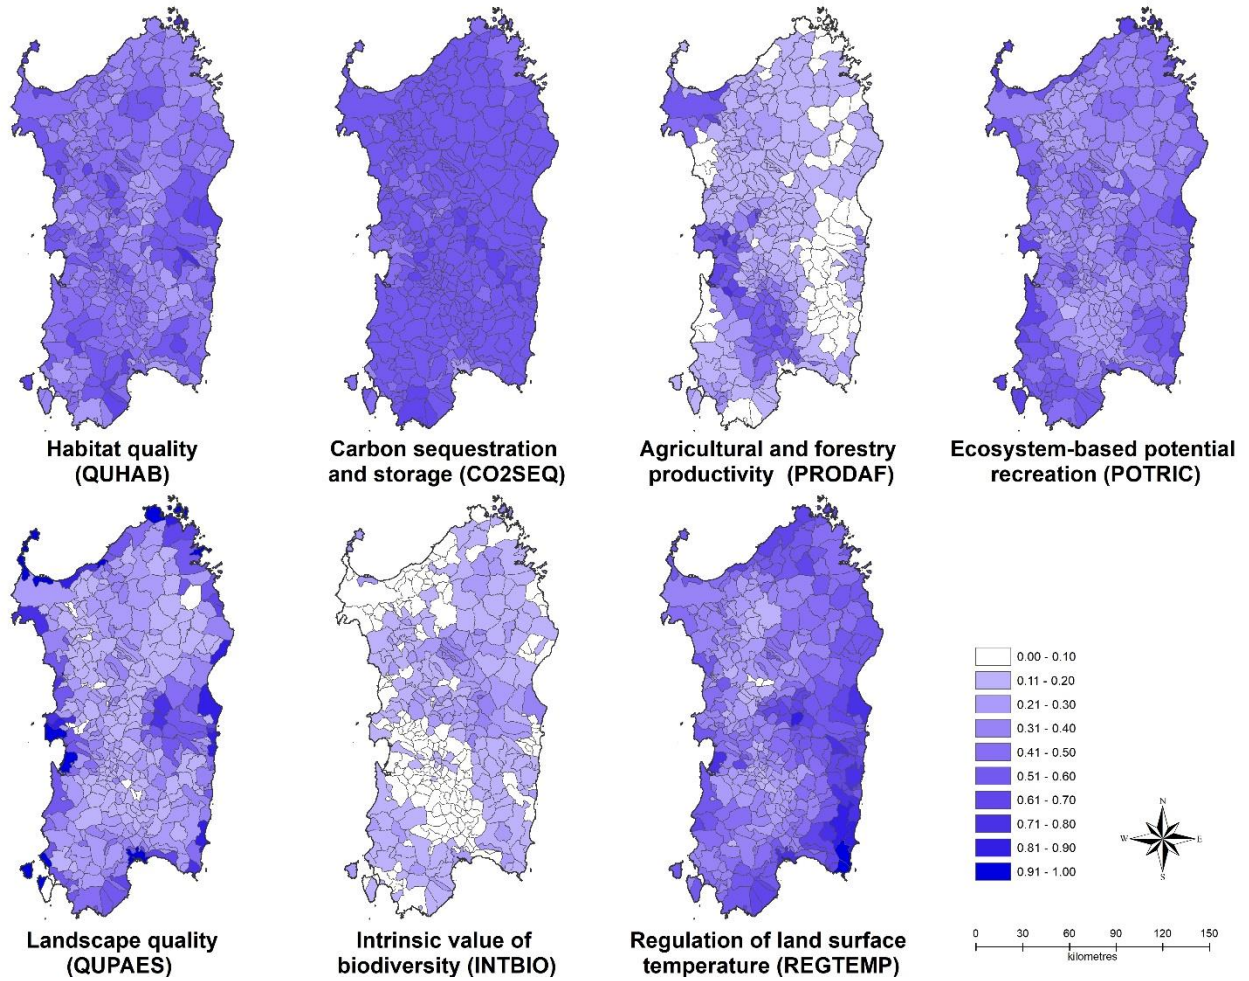 Habitat quality
(QUHAB)
Carbon sequestration
and storage (CO2SEQ)
Agricultural and forestry
productivity (PRODAF)
Ecosystem-based potential
recreation (POTRIC)
Landscape quality
(QUPAES)
Intrinsic value of
biodiversity (INTBIO)
Regulation of land surface
temperature (REGTEMP)
0.00 - 0.10
0.11 - 0.20
0.21 - 0.30
0.31 - 0.40
0.41 - 0.50
0.51 - 0.60
0.61 - 0.70
0.71 - 0.80
0.81 - 0.90
0.91 - 1.00
N
W E
S
0 30 60 90 120 150
kilometres